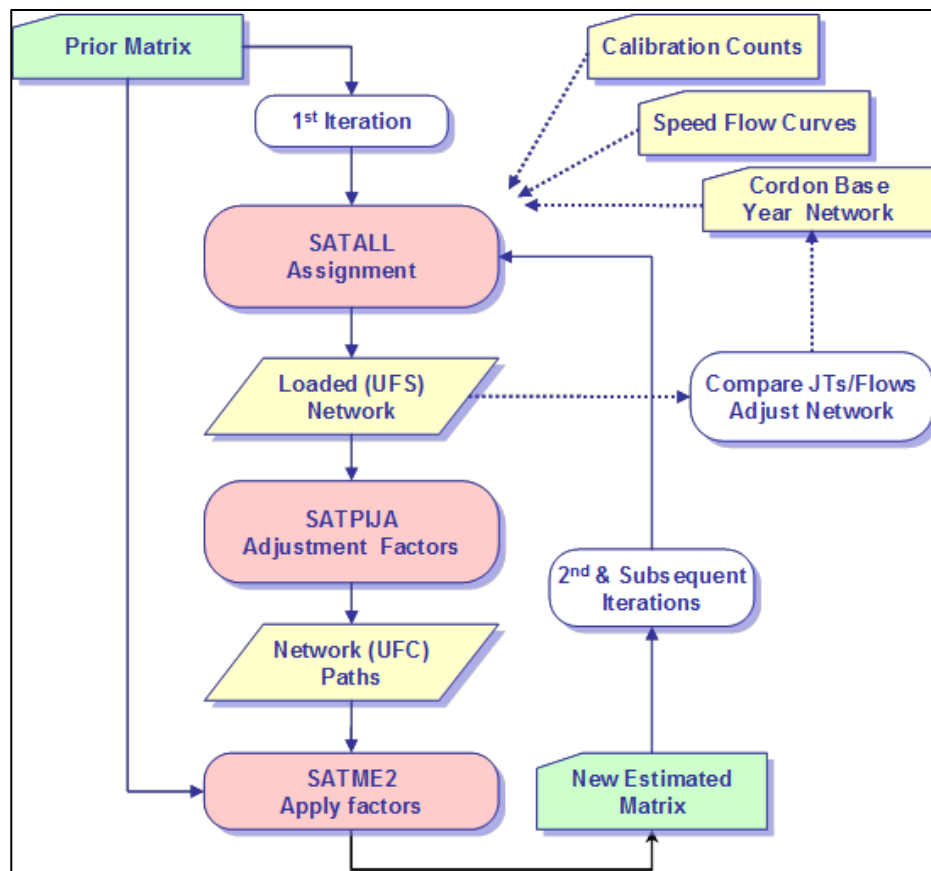 Prior Matrix
Calibration Counts
1st Iteration
Speed Flow Curves
Cordon Base
Year Network
SATALL
Assignment
Loaded (UFS)
Network
Compare JTs/Flows
Adjust Network
SATPIJA
Adjustment Factors
2nd & Subsequent
Iterations
Network (UFC)
Paths
SATME2
Apply factors
New Estimated
Matrix